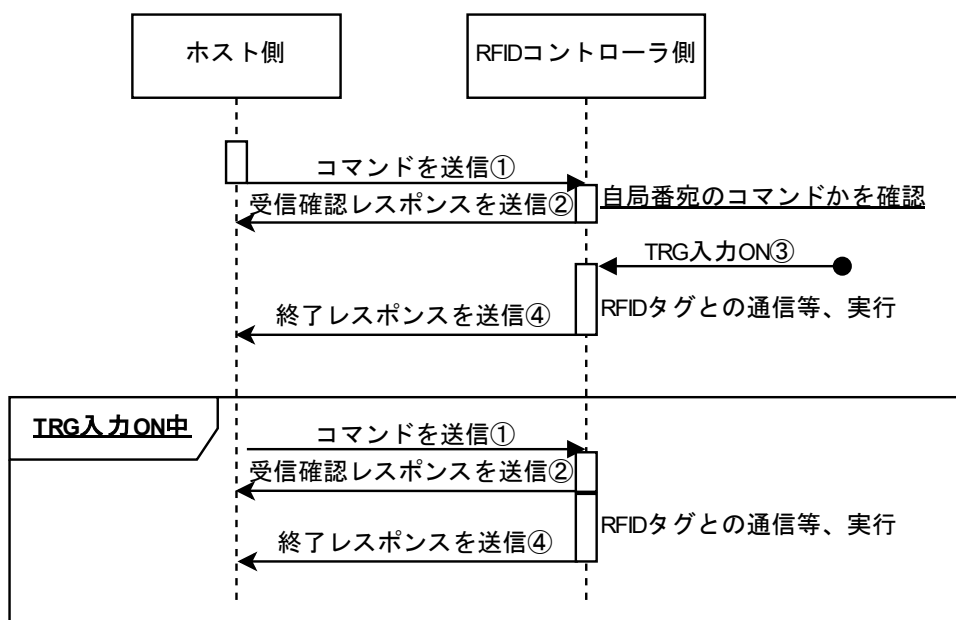 ホスト側
RFIDコントローラ側
コマンドを送信①
受信確認レスポンスを送信②
自局番宛のコマンドかを確認
TRG入力ON③
RFIDタグとの通信等、実行
終了レスポンスを送信④
TRG入力ON中
コマンドを送信①
受信確認レスポンスを送信②
RFIDタグとの通信等、実行
終了レスポンスを送信④